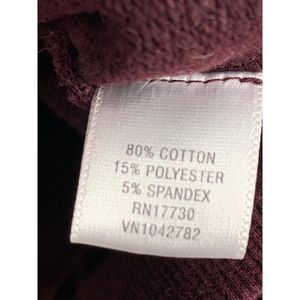 80% COTTON
15% POLYESTER
5% SPANDEX
RN17730
VN1042782